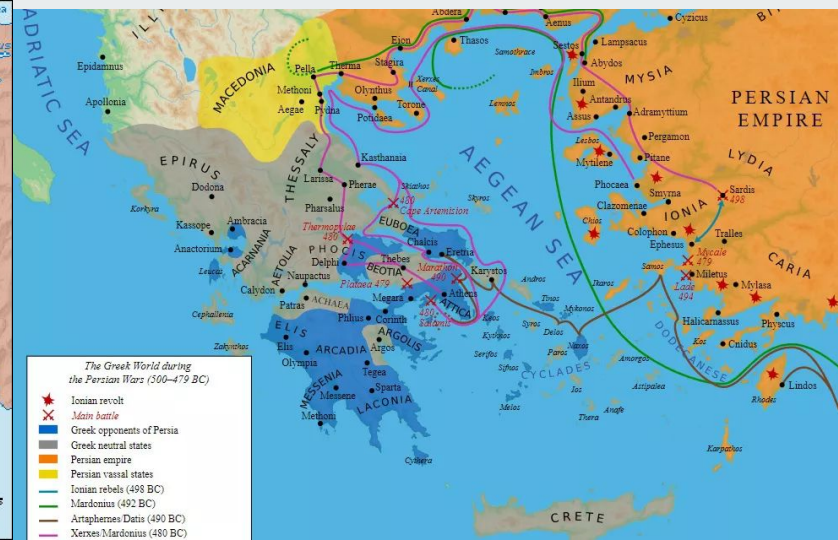 ADRIATIC SEA
Epidamnus
Apollonia
MACEDONIA
Pella
Therma
Methoni
Aegae
Pydna
Stagira
Eion
Abdera
Thasos
Xerxes
Canal
Olynthus
Potidaea
Torone
Samothrace
Aenus
Imbros
Lemnos
Sestos
Lampsacus
Abydos
Cyzicus
Ilium
MYSIA
Antandrus
Assus
Adramyttium
PERSIAN
EMPIRE
Pergamon
Lesbos
Mytilene
Pitane
LYDIA
Phocaea
Smyrna
Sardis
498
Clazomenae
IONIA
Chios
Colophon
Ephesus
Tralles
Mycale
479
Samos
Miletus
Lade
494
Mylasa
CARIA
Ikaros
Halicarnassus
Physcus
Kos
Cnidus
DODECANESE
Lindos
Rhodes
Karpathos
AEGEAN SEA
EPIRUS
Dodona
Korkyra
Kassope
Ambracia
Anactorium
Leucas
ACARNANIA
AETOLIA
THESSALY
Larissa
Kasthanaia
Pherae
Pharsalus
Skiathos
480
Cape Artemision
Skyros
Thermopylae
480
EUBOEA
PHOCIS
Chalcis
Eretria
Delphi
Thebes
BEOTIA
Marathon
490
Karystos
Plataea 479
Naupactus
Calydon
Patras
ACHAEA
Megara
Athens
ATTICA
480
Salamis
Cephallenia
Zakynthos
Phlius
Corinth
ELIS
Elis
ARGOLIS
Argos
Olympia
ARCADIA
Tegea
MESSENIA
Messene
Sparta
LACONIA
Methoni
Cythera
Andros
Tinos
Mykonos
Keos
Syros
Delos
Kythnos
Paros
Naxos
Serifos
Sifnos
CYCLADES
Amorgos
Ios
Astipalea
Melos
Thera
Anafe
CRETE
The Greek World during
the Persian Wars (500–479 BC)
Ionian revolt
Main battle
Greek opponents of Persia
Greek neutral states
Persian empire
Persian vassal states
Ionian rebels (498 BC)
Mardonius (492 BC)
Artaphernes/Datis (490 BC)
Xerxes/Mardonius (480 BC)